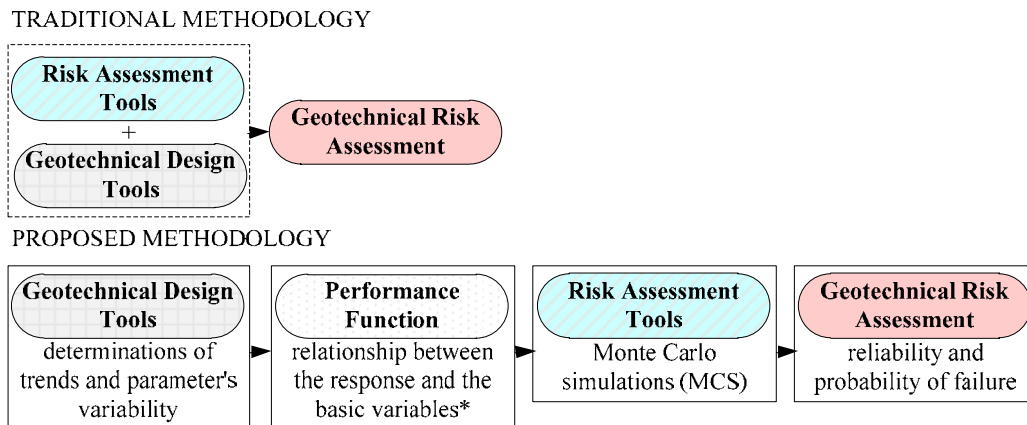 TRADITIONAL METHODOLOGY
Risk Assessment
Tools
+
Geotechnical Design
Tools
Geotechnical Risk
Assessment
PROPOSED METHODOLOGY
Geotechnical Design
Tools
determinations of
trends and parameter's
variability
Performance
Function
relationship between
the response and the
basic variables*
Risk Assessment
Tools
Monte Carlo
simulations (MCS)
Geotechnical Risk
Assessment
reliability and
probability of failure